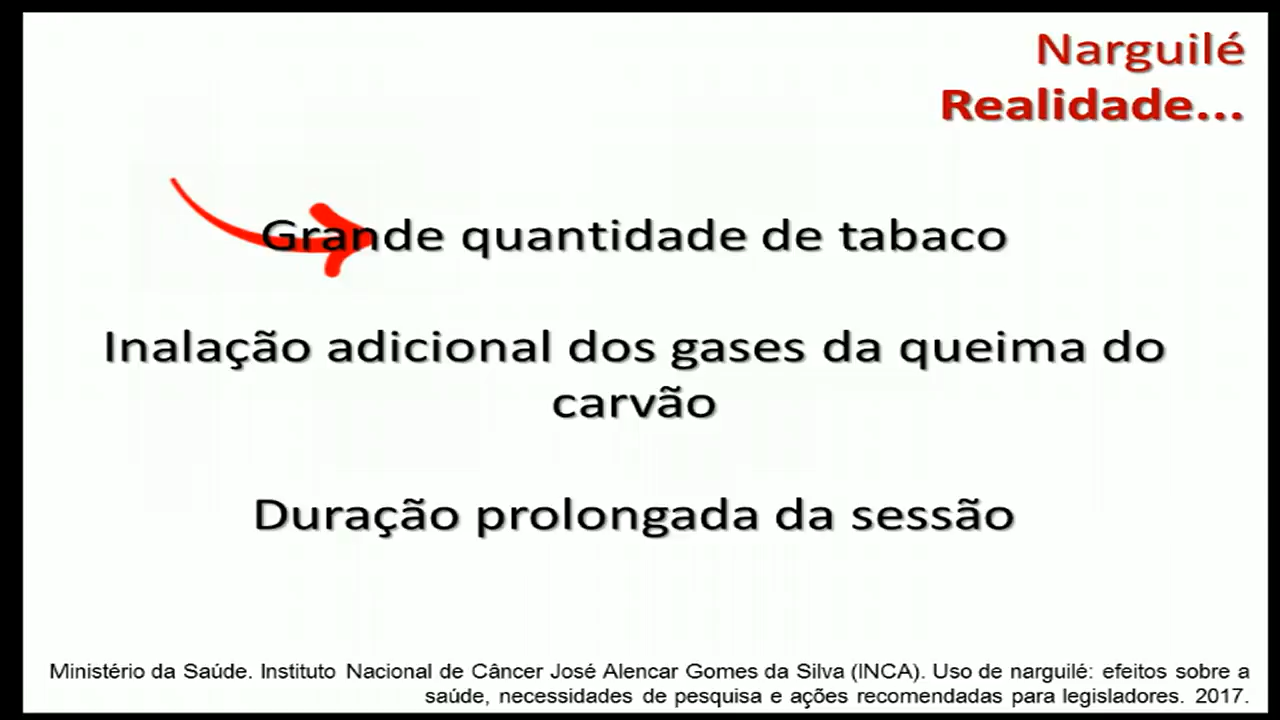 Narguilé
Realidade...
Grande quantidade de tabaco
Inalação adicional dos gases da queima do
carvão
Duração prolongada da sessão
Ministério da Saúde. Instituto Nacional de Câncer José Alencar Gomes da Silva (INCA). Uso de narguilé: efeitos sobre a
saúde, necessidades de pesquisa e ações recomendadas para legisladores. 2017.